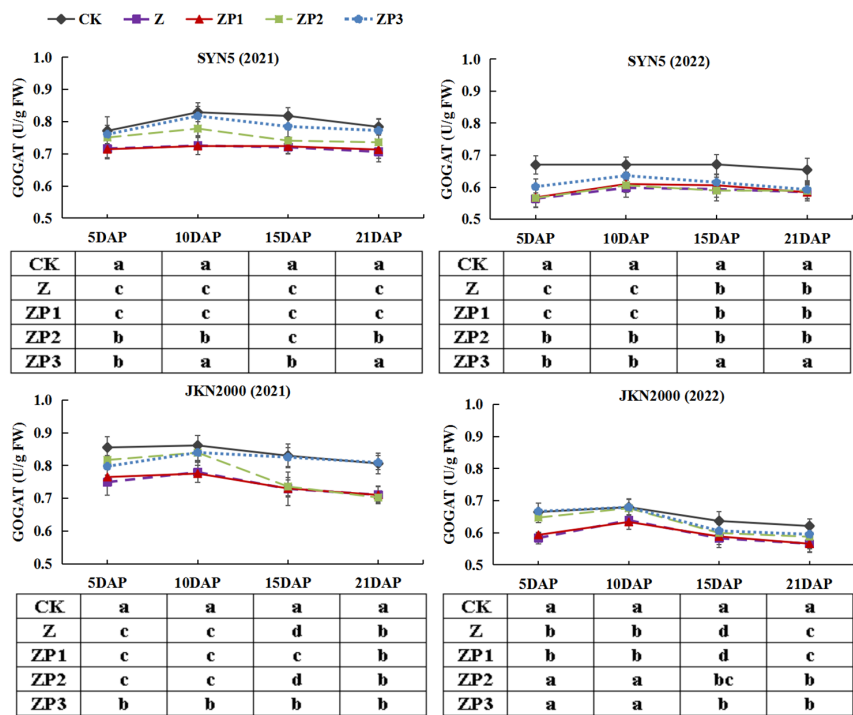 CK Z ZP1 ZP2 ZP3
SYN5 (2021)
GOGAT (U/g FW)
1.0
0.9
0.8
0.7
0.6
0.5
5DAP 10DAP 15DAP 21DAP
CK a a a a
Z c c c c
ZP1 c c c c
ZP2 b b c b
ZP3 b a b a
SYN5 (2022)
GOGAT (U/g FW)
1.0
0.9
0.8
0.7
0.6
0.5
5DAP 10DAP 15DAP 21DAP
CK a a a a
Z c c b b
ZP1 c c b b
ZP2 b b b b
ZP3 b b a a
JKN2000 (2021)
GOGAT (U/g FW)
1.0
0.9
0.8
0.7
0.6
0.5
5DAP 10DAP 15DAP 21DAP
CK a a a a
Z c c d b
ZP1 c c c b
ZP2 c c d b
ZP3 b b b b
JKN2000 (2022)
GOGAT (U/g FW)
1.0
0.9
0.8
0.7
0.6
0.5
5DAP 10DAP 15DAP 21DAP
CK a a a a
Z b b d c
ZP1 b b d c
ZP2 a a bc b
ZP3 a a b b